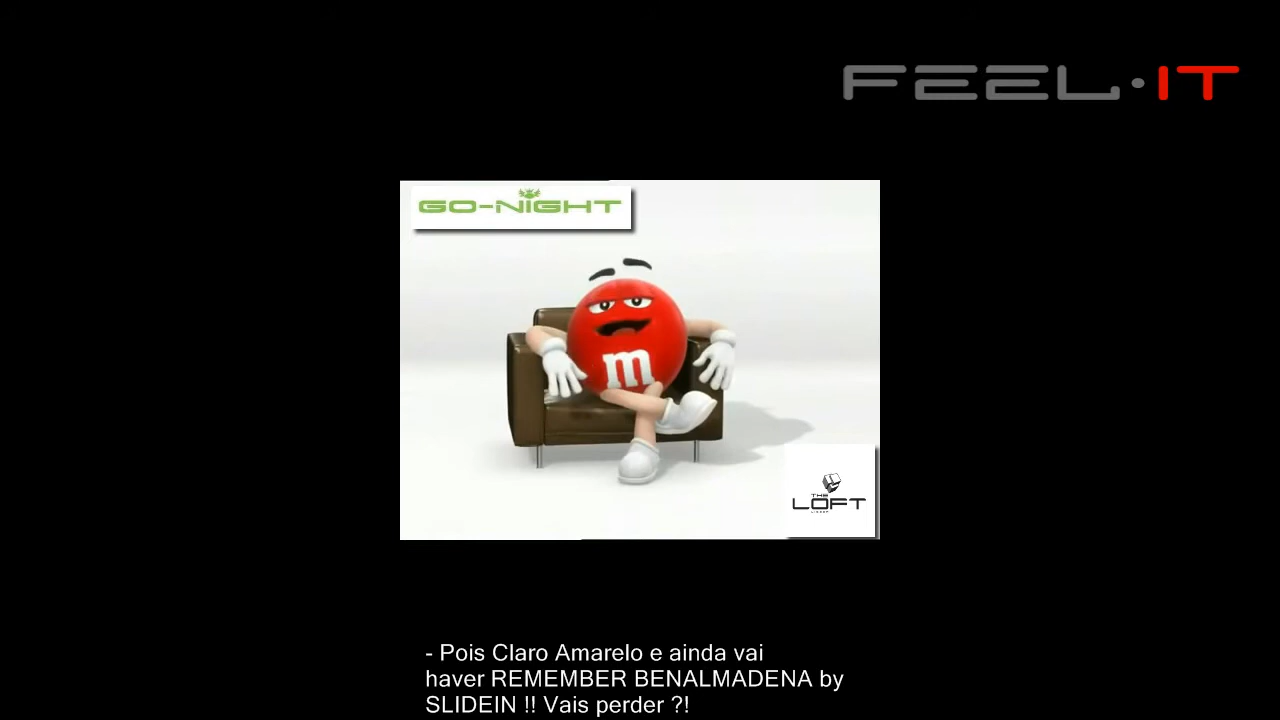 FEEL·IT
GO-NIGHT
m
THE
LOFT
- Pois Claro Amarelo e ainda vai
haver REMEMBER BENALMADENA by
SLIDEIN !! Vais perder ?!